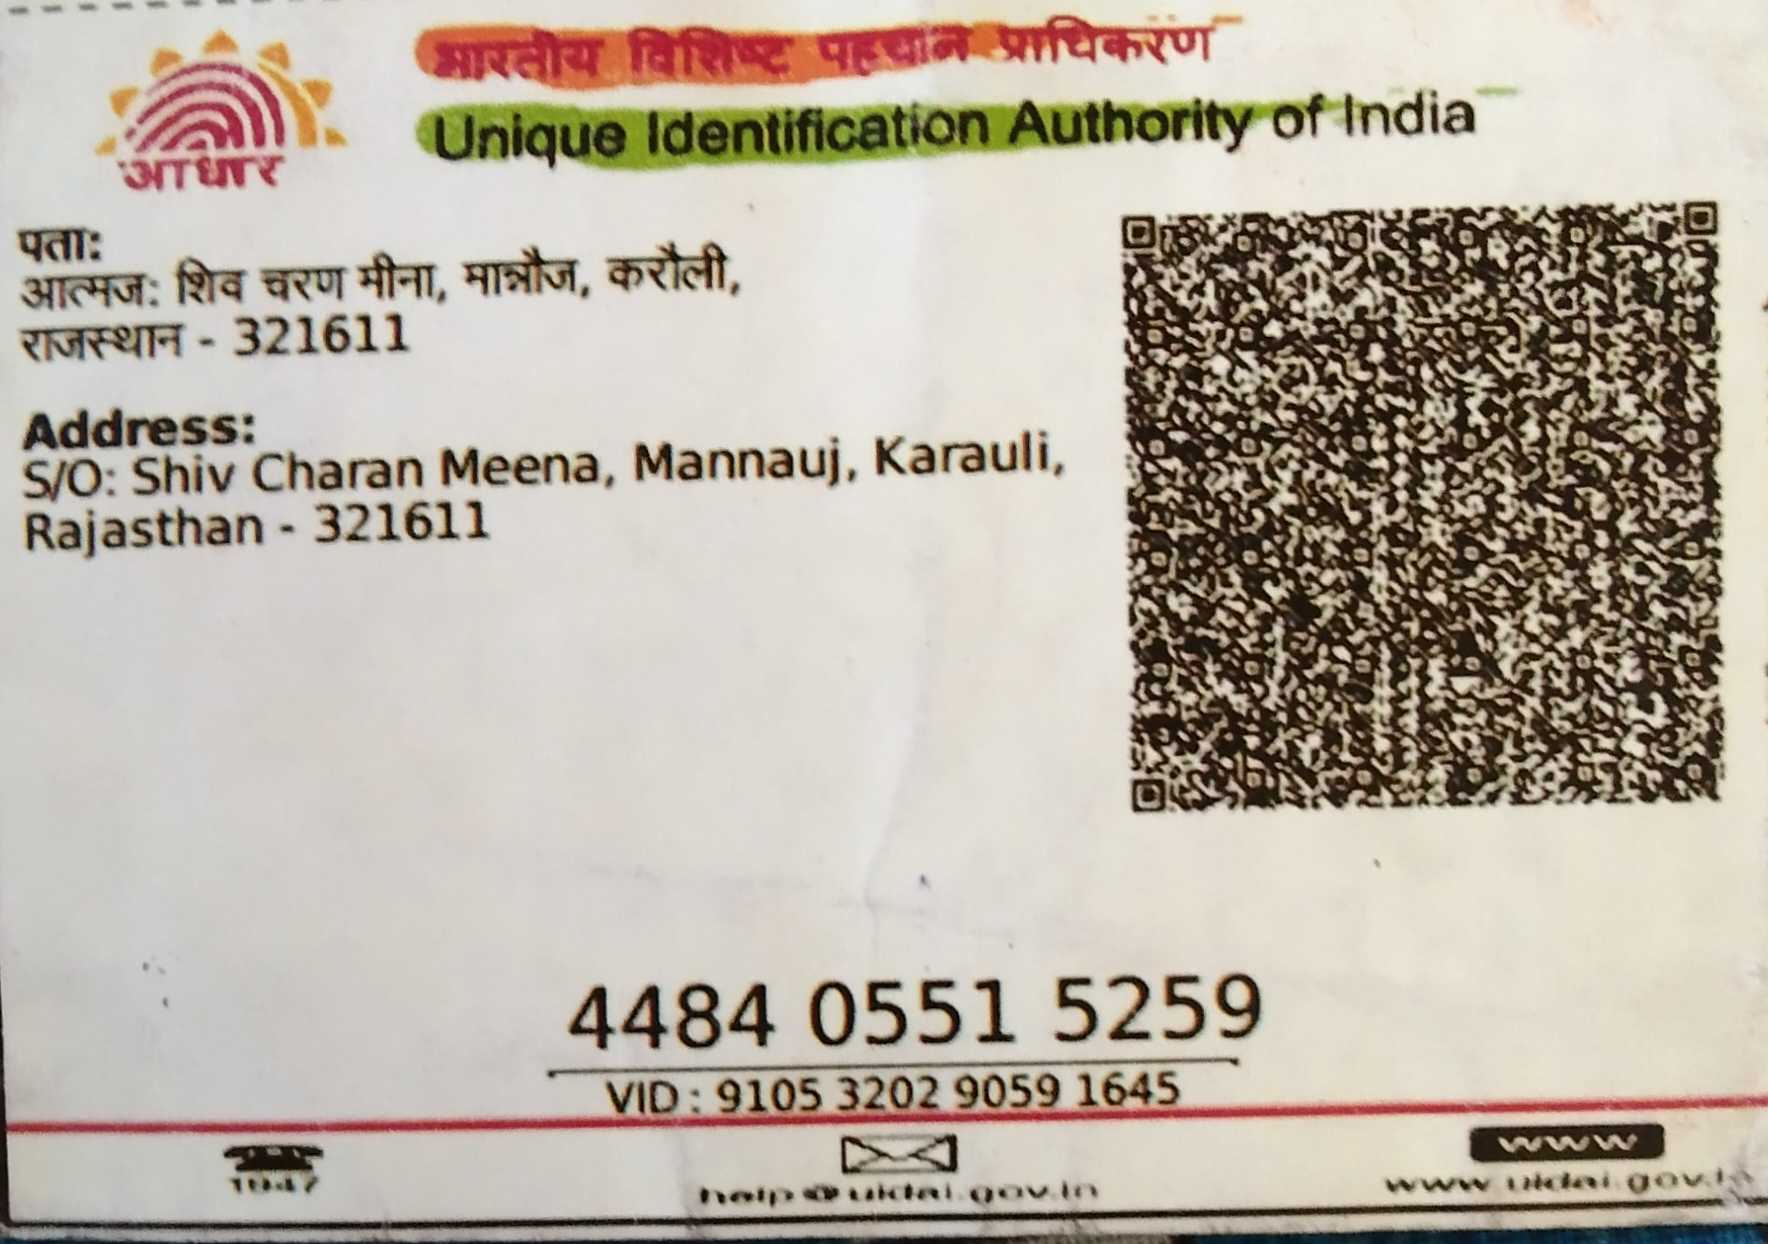 भारतीय विशिष्ट पहचान प्राधिकरण
Unique Identification Authority of India
आधार
पता:
आत्मज: शिव चरण मीना, मान्नौज, करौली,
राजस्थान - 321611
Address:
S/O: Shiv Charan Meena, Mannauj, Karauli,
Rajasthan - 321611
4484 0551 5259
VID : 9105 3202 9059 1645
1947
help@uidai.gov.in
www
www.uidai.gov.in